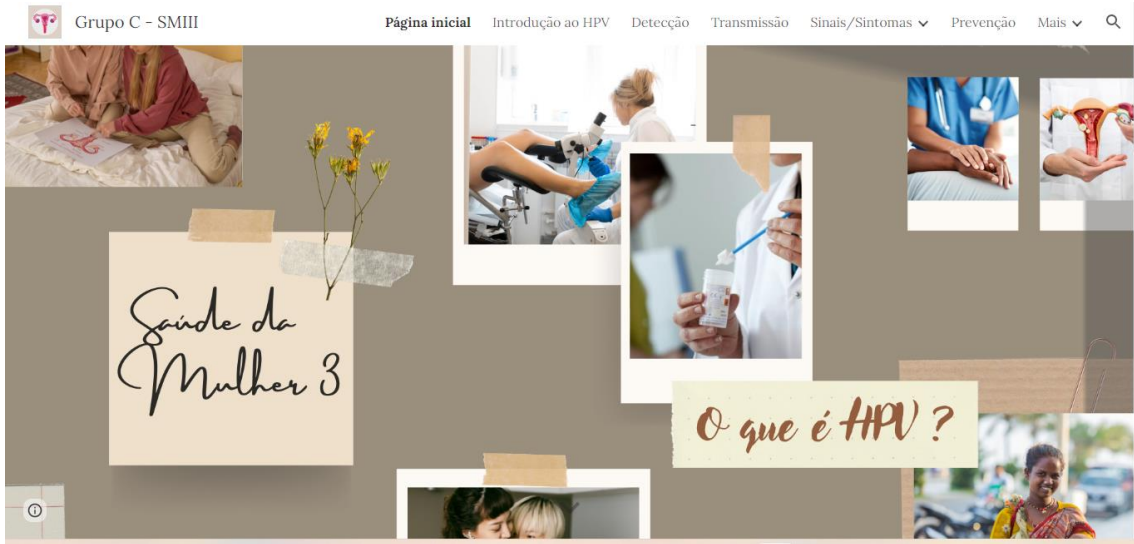 Grupo C - SMIII
Página inicial
Introdução ao HPV
Detecção
Transmissão
Sinais/Sintomas
Prevenção
Mais
Saúde da
Mulher 3
O que é HPV ?